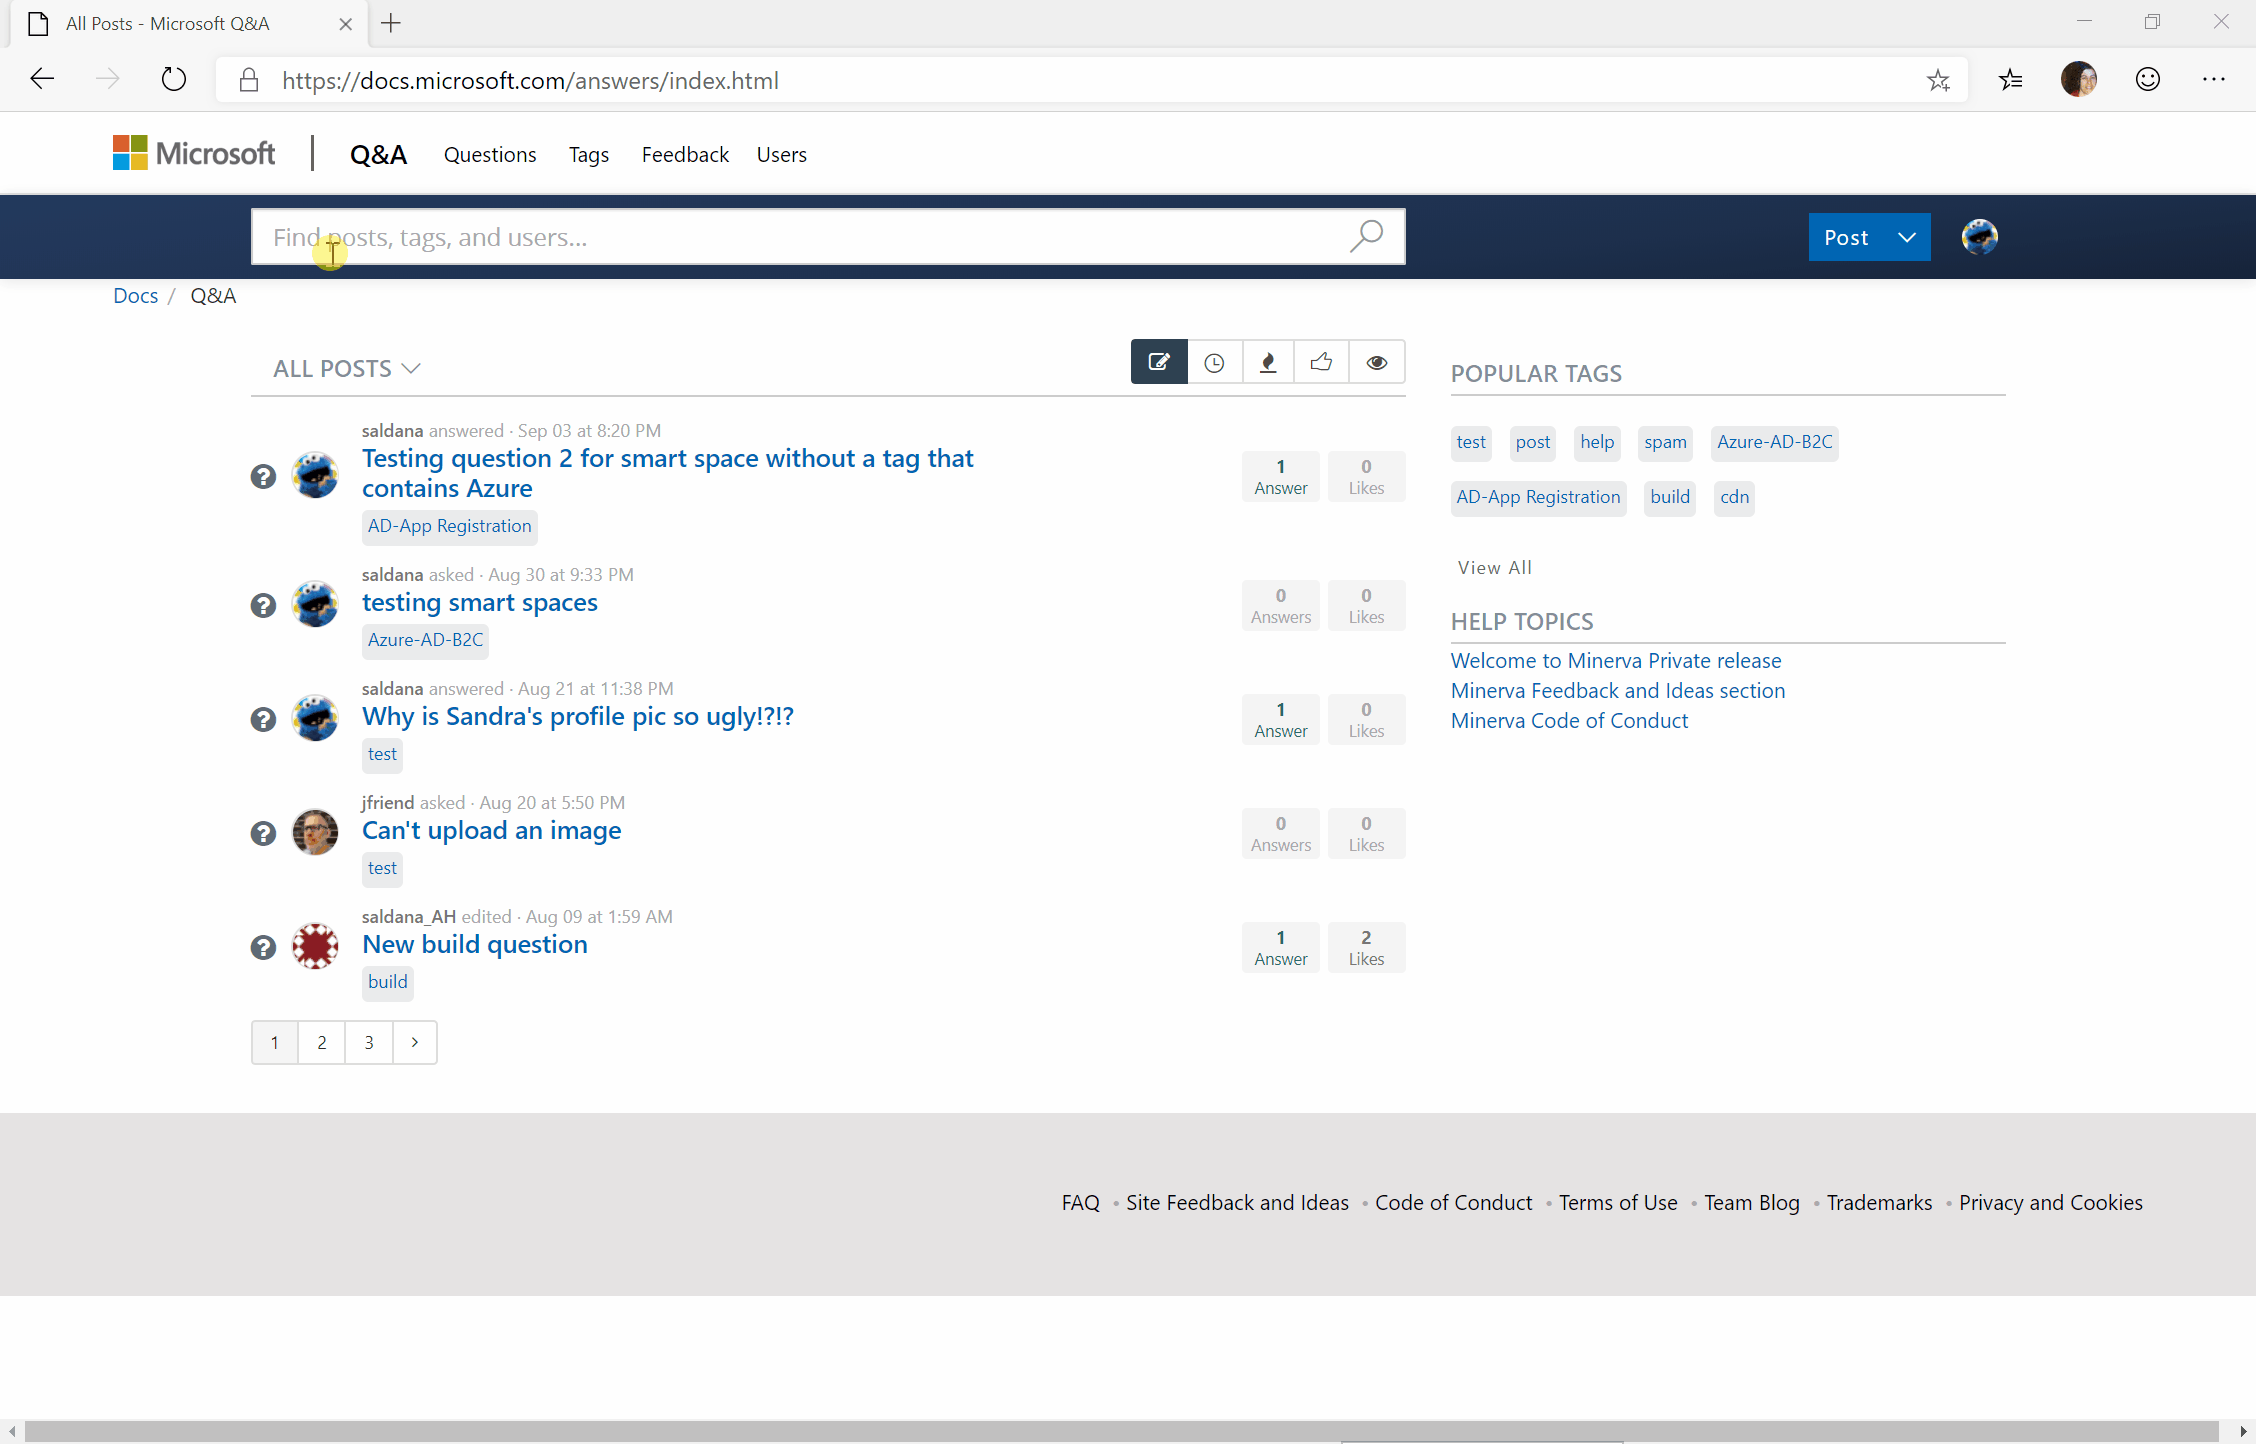 All Posts - Microsoft Q&A
https://docs.microsoft.com/answers/index.html
Microsoft Q&A Questions Tags Feedback Users
Find posts, tags, and users...
Post
Docs / Q&A
ALL POSTS
saldana answered · Sep 03 at 8:20 PM
Testing question 2 for smart space without a tag that
contains Azure
AD-App Registration
1
Answer
0
Likes
saldana asked · Aug 30 at 9:33 PM
testing smart spaces
Azure-AD-B2C
0
Answers
0
Likes
saldana answered · Aug 21 at 11:38 PM
Why is Sandra's profile pic so ugly!?!?
test
1
Answer
0
Likes
jfriend asked · Aug 20 at 5:50 PM
Can't upload an image
test
0
Answers
0
Likes
saldana_AH edited · Aug 09 at 1:59 AM
New build question
build
1
Answer
2
Likes
1 2 3 >
POPULAR TAGS
test post help spam Azure-AD-B2C
AD-App Registration build cdn
View All
HELP TOPICS
Welcome to Minerva Private release
Minerva Feedback and Ideas section
Minerva Code of Conduct
FAQ • Site Feedback and Ideas • Code of Conduct • Terms of Use • Team Blog • Trademarks • Privacy and Cookies